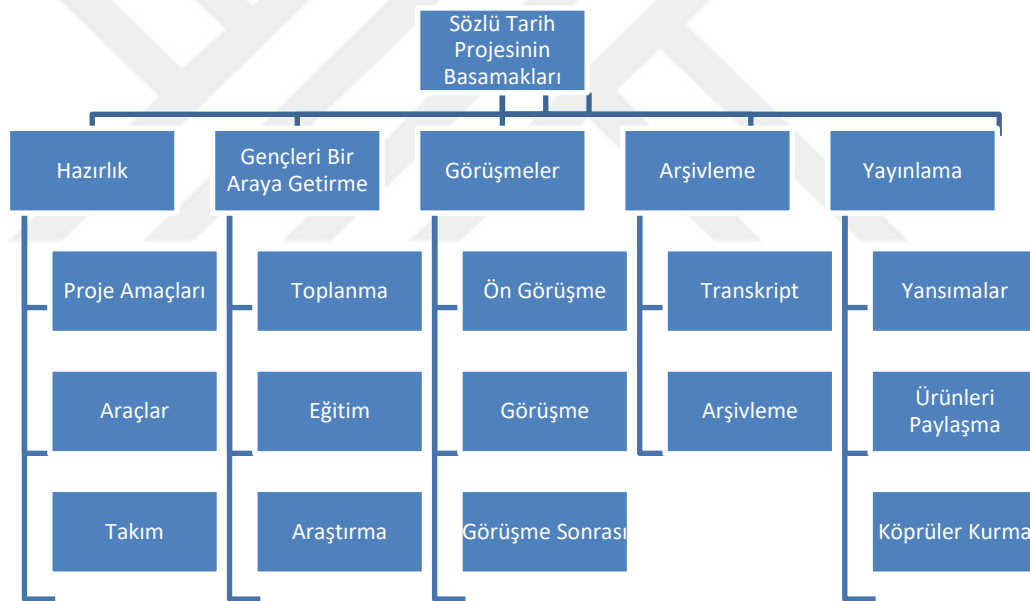 Sözlü Tarih
Projesinin
Basamakları
Hazırlık
Gençleri Bir
Araya Getirme
Görüşmeler
Arşivleme
Yayınlama
Proje Amaçları
Toplanma
Ön Görüşme
Transkript
Yansımalar
Araçlar
Eğitim
Görüşme
Arşivleme
Ürünleri
Paylaşma
Takım
Araştırma
Görüşme Sonrası
Köprüler Kurma